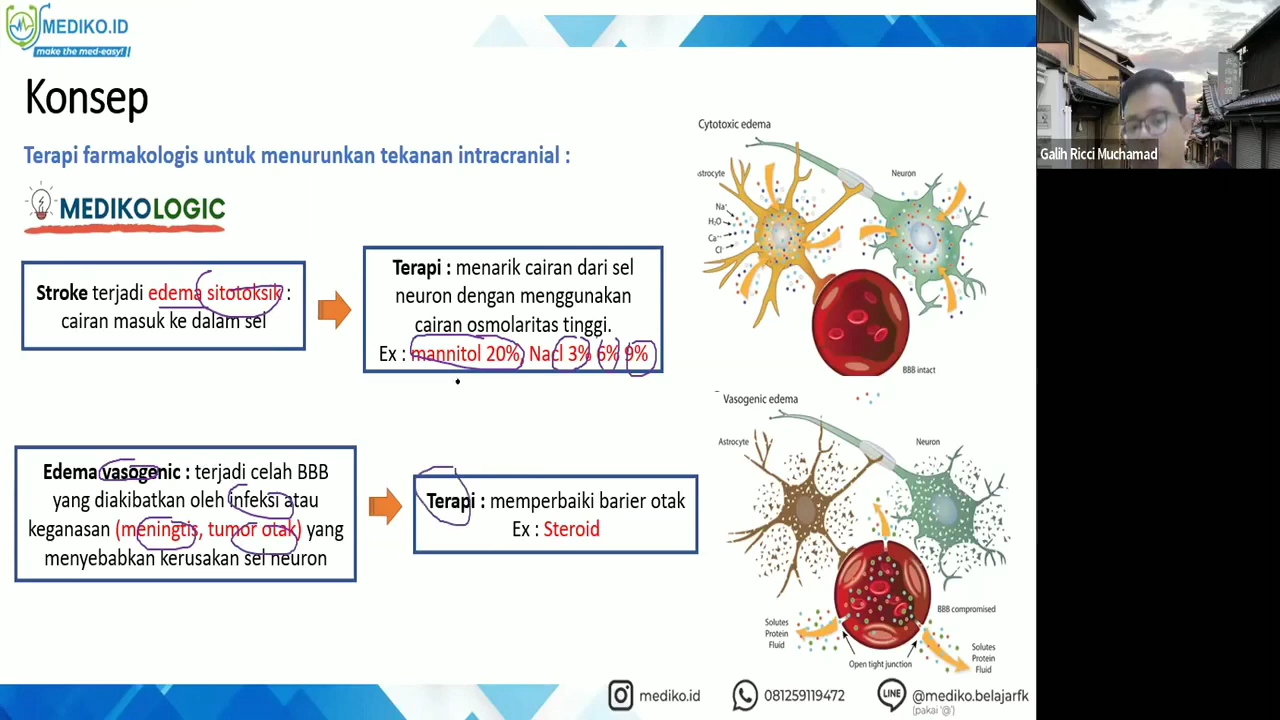 MEDIKO.ID
make the med-easy!
Galih Ricci Muchamad
Konsep
Terapi farmakologis untuk menurunkan tekanan intracranial :
MEDIKOLOGIC
Stroke terjadi edema sitotoksik :
cairan masuk ke dalam sel
Terapi : menarik cairan dari sel
neuron dengan menggunakan
cairan osmolaritas tinggi.
Ex : mannitol 20%, Nacl 3% 6% 9%
Edema vasogenic : terjadi celah BBB
yang diakibatkan oleh infeksi atau
keganasan (meningtis, tumor otak) yang
menyebabkan kerusakan sel neuron
Terapi : memperbaiki barier otak
Ex : Steroid
Cytotoxic edema
Astrocyte
Neuron
Na⁺
H₂O
Ca⁺⁺
Cl
BBB intact
Vasogenic edema
Astrocyte
Neuron
BBB compromised
Solutes
Protein
Fluid
Open tight junction
Solutes
Protein
Fluid
mediko.id
081259119472
LINE
@mediko.belajarfk
(pakai '@')